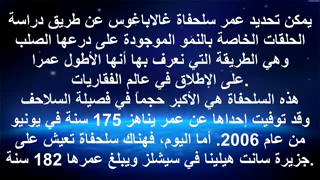 يمكن تحديد عمر سلحفاة غالاباغوس عن طريق دراسة
الحلقات الخاصة بالنمو الموجودة على درعها الصلب
وهي الطريقة التي نعرف بها أنها الأطول عمرًا
على الإطلاق في عالم الفقاريات.
هذه السلحفاة هي الأكبر حجماً في فصيلة السلاحف
وقد توفيت إحداها عن عمر يناهز 175 سنة في يونيو
من عام 2006. أما اليوم، فهناك سلحفاة تعيش على
جزيرة سانت هيلينا في سيشلز ويبلغ عمرها 182 سنة.